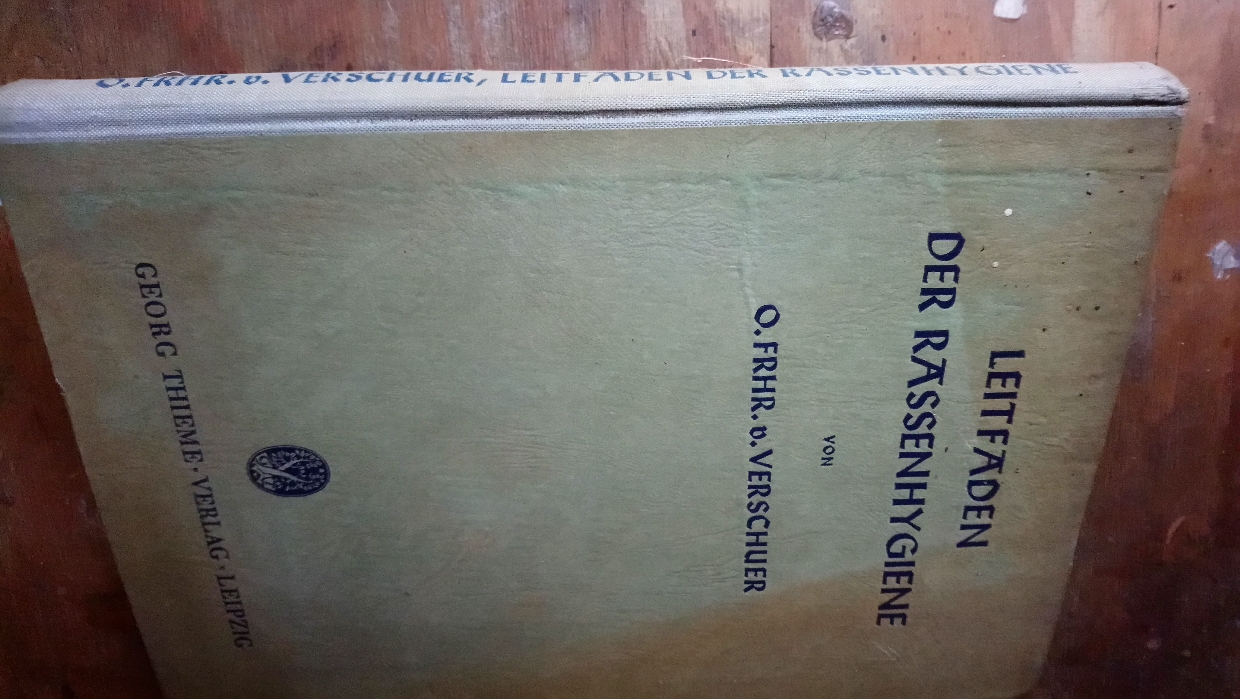 O. FRHR. v. VERSCHUER, LEITFADEN DER RASSENHYGIENE
LEITFADEN
DER RASSENHYGIENE
VON
O. FRHR. v. VERSCHUER
GEORG THIEME · VERLAG · LEIPZIG